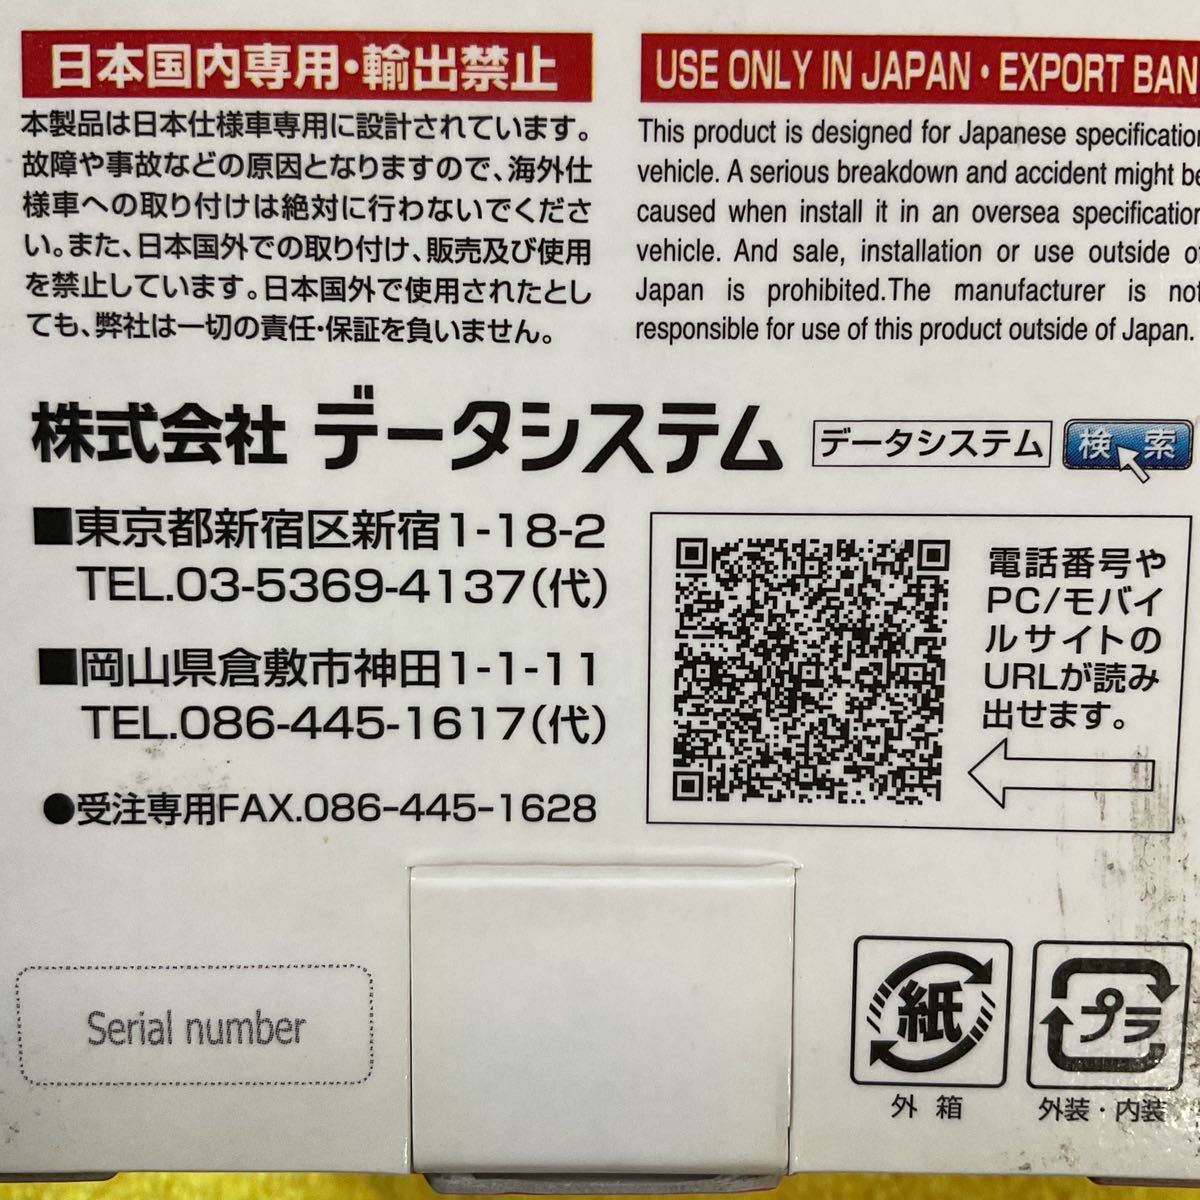 日本国内専用・輸出禁止
本製品は日本仕様車専用に設計されています。
故障や事故などの原因となりますので、海外仕
様車への取り付けは絶対に行わないでくださ
い。また、日本国外での取り付け、販売及び使用
を禁止しています。日本国外で使用されたとし
ても、弊社は一切の責任・保証を負いません。
USE ONLY IN JAPAN・EXPORT BAN
This product is designed for Japanese specification
vehicle. A serious breakdown and accident might be
caused when install it in an oversea specification
vehicle. And sale, installation or use outside of
Japan is prohibited.The manufacturer is not
responsible for use of this product outside of Japan.
株式会社 データシステム
データシステム 検索
■東京都新宿区新宿1-18-2
TEL.03-5369-4137(代)
■岡山県倉敷市神田1-1-11
TEL.086-445-1617(代)
●受注専用FAX.086-445-1628
電話番号や
PC/モバイ
ルサイトの
URLが読み
出せます。
Serial number
紙
外箱
プラ
外装・内装